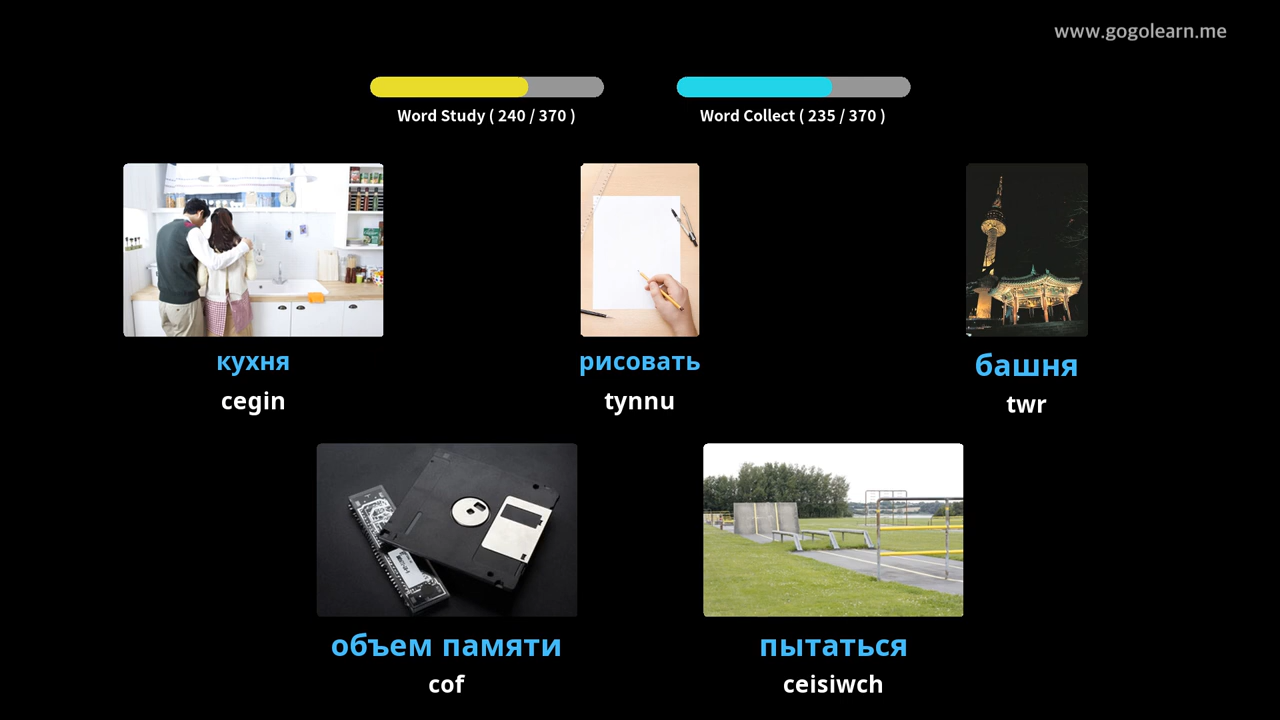 www.gogolearn.me
Word Study ( 240 / 370 )
Word Collect ( 235 / 370 )
кухня
cegin
рисовать
tynnu
башня
twr
объем памяти
cof
пытаться
ceisiwch